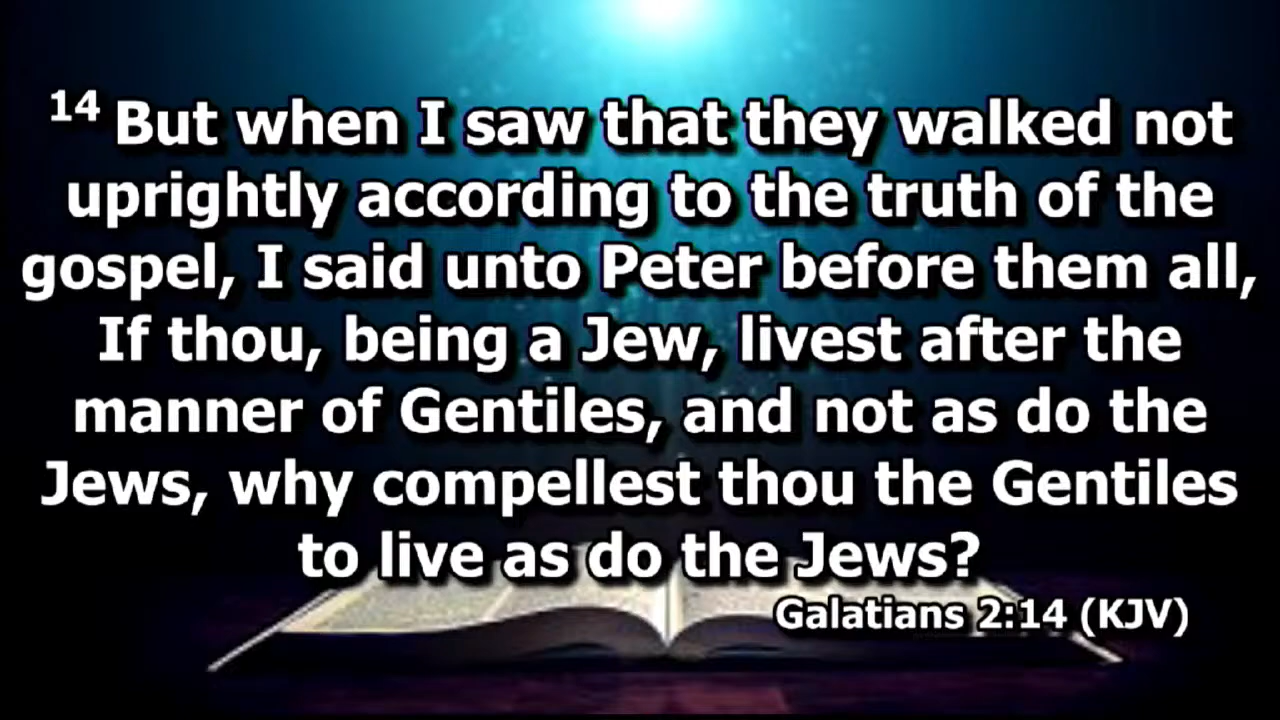 14 But when I saw that they walked not
uprightly according to the truth of the
gospel, I said unto Peter before them all,
If thou, being a Jew, livest after the
manner of Gentiles, and not as do the
Jews, why compellest thou the Gentiles
to live as do the Jews?
Galatians 2:14 (KJV)